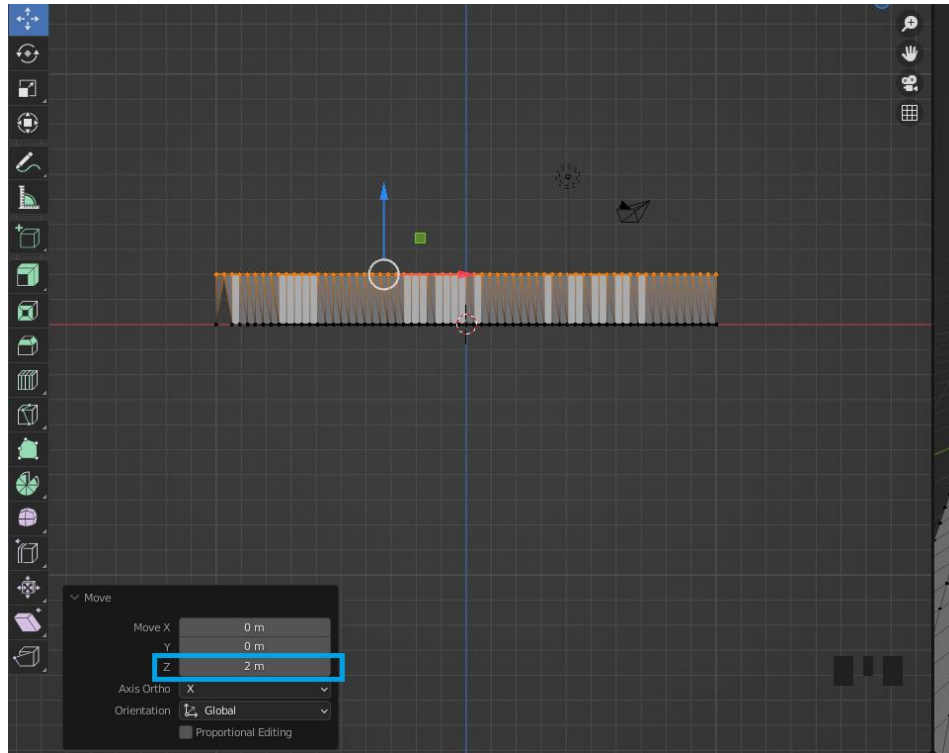 Move
Move X 0 m
Y 0 m
Z 2 m
Axis Ortho X
Orientation Global
Proportional Editing